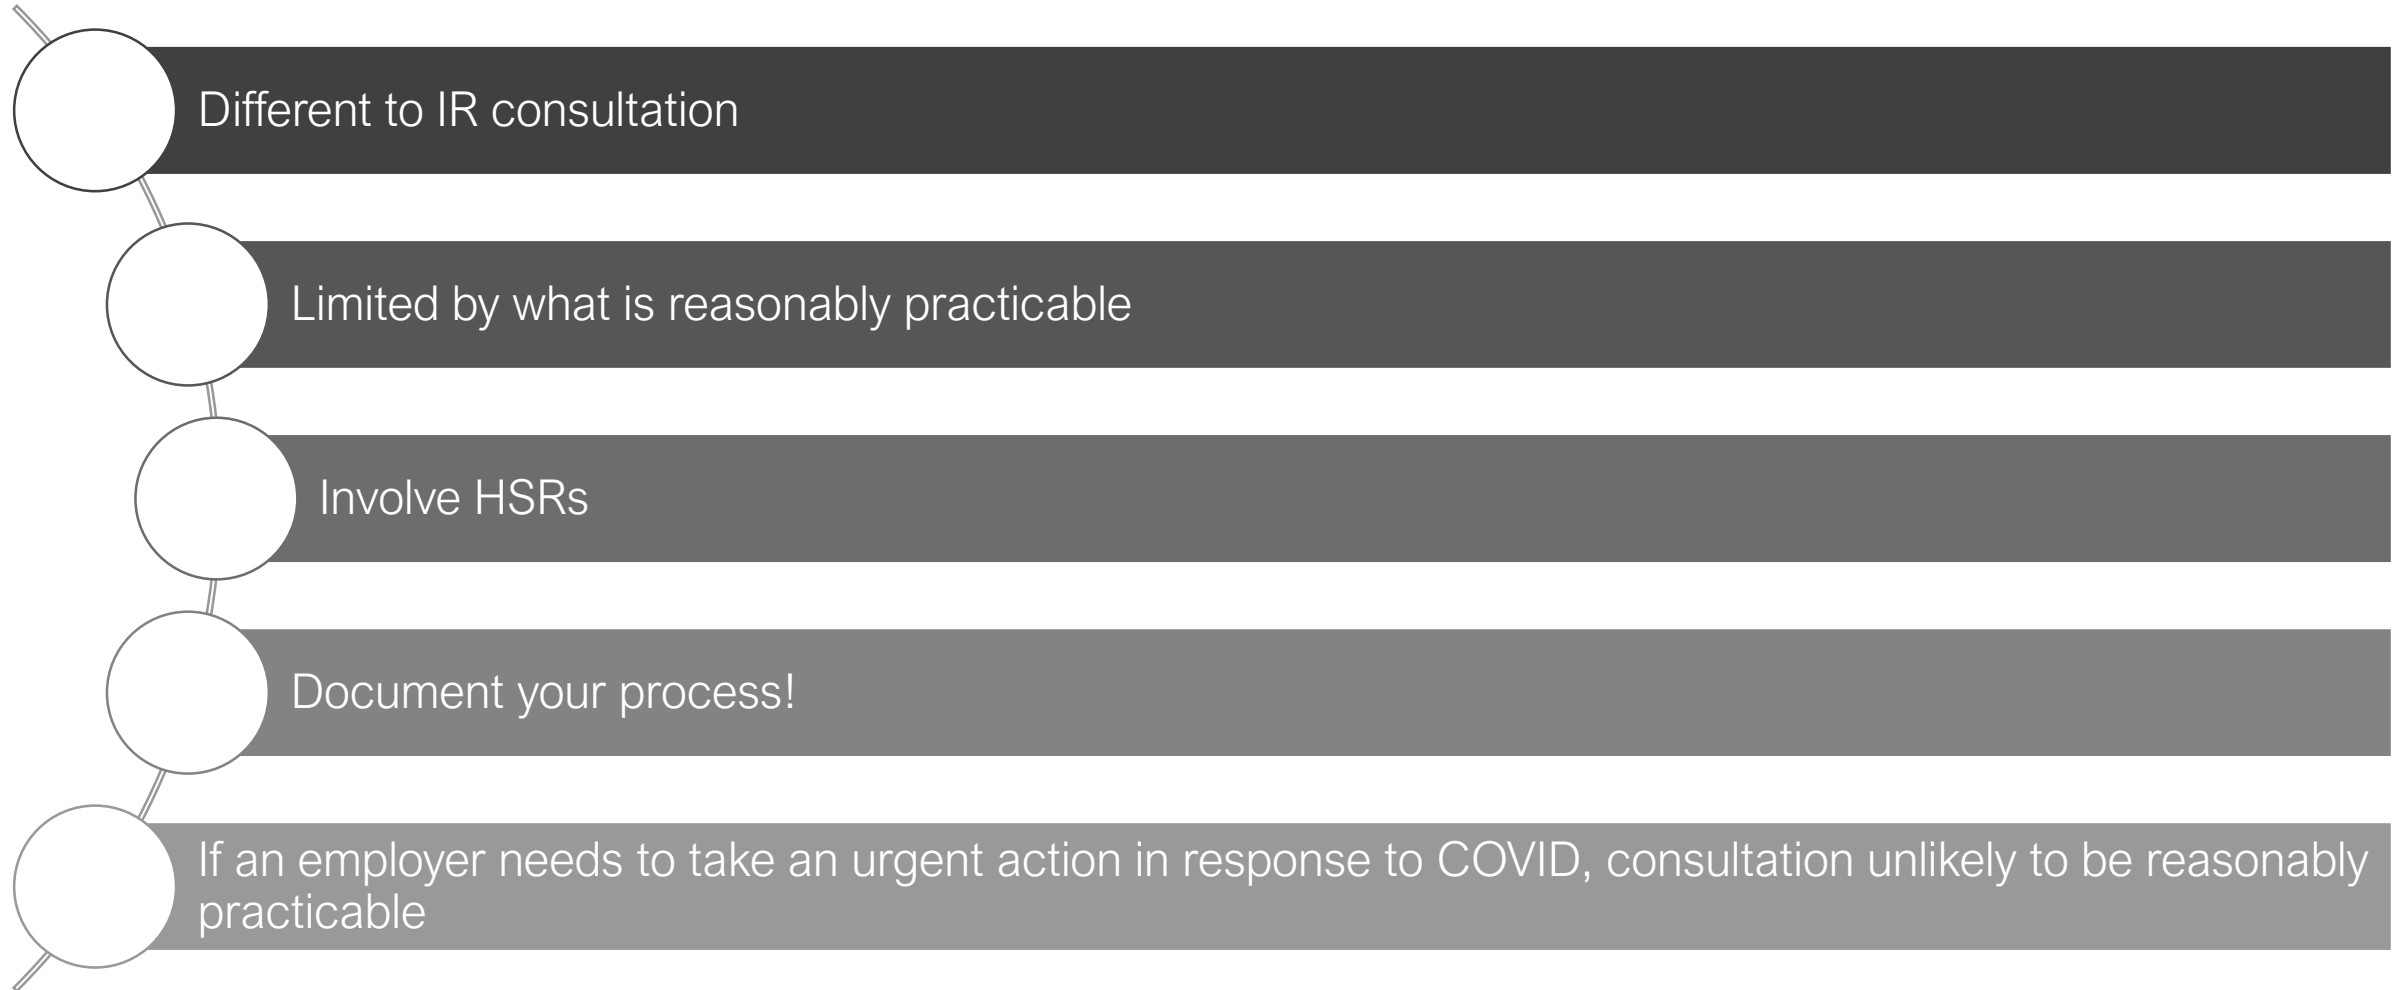 Different to IR consultation
Limited by what is reasonably practicable
Involve HSRs
Document your process!
If an employer needs to take an urgent action in response to COVID, consultation unlikely to be reasonably
practicable